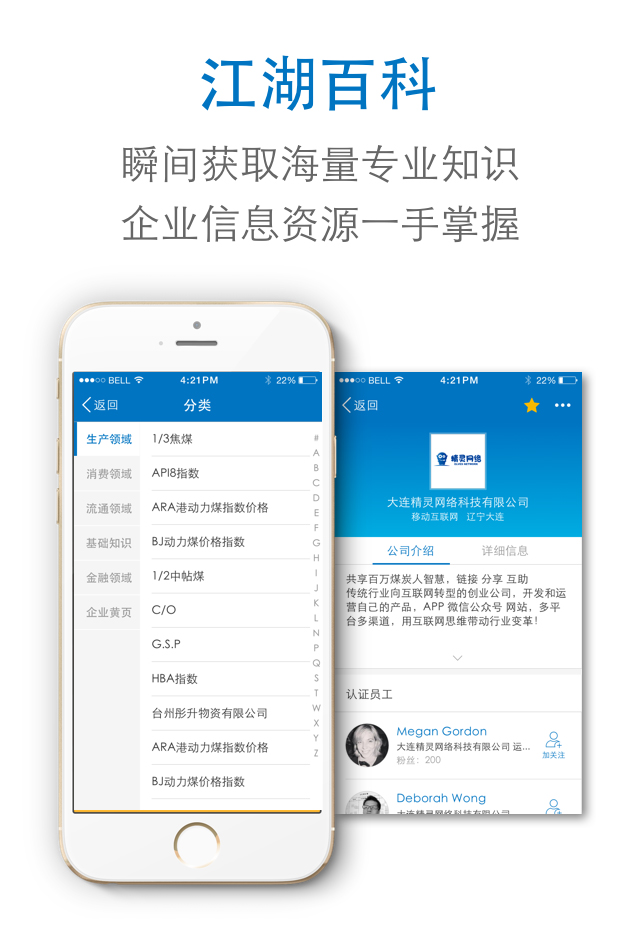 江湖百科
瞬间获取海量专业知识
企业信息资源一手掌握
BELL 4:21PM 22%
返回 分类
生产领域
消费领域
流通领域
基础知识
金融领域
企业黄页
1/3焦煤
API8指数
ARA港动力煤指数价格
BJ动力煤价格指数
1/2中帖煤
C/O
G.S.P
HBA指数
台州彤升物资有限公司
ARA港动力煤指数价格
BJ动力煤价格指数
#
A
B
C
D
E
F
G
H
I
J
K
L
N
P
Q
S
T
W
X
Y
Z
BELL 4:21PM 22%
返回
精灵网络
大连精灵网络科技有限公司
移动互联网 辽宁大连
公司介绍 详细信息
共享百万煤炭人智慧，链接 分享 互助
传统行业向互联网转型的创业公司，开发和运
营自己的产品，APP 微信公众号 网站，多平
台多渠道，用互联网思维带动行业变革！
认证员工
Megan Gordon
大连精灵网络科技有限公司 运...
粉丝：200
加关注
Deborah Wong
大连精灵网络科技有限公司